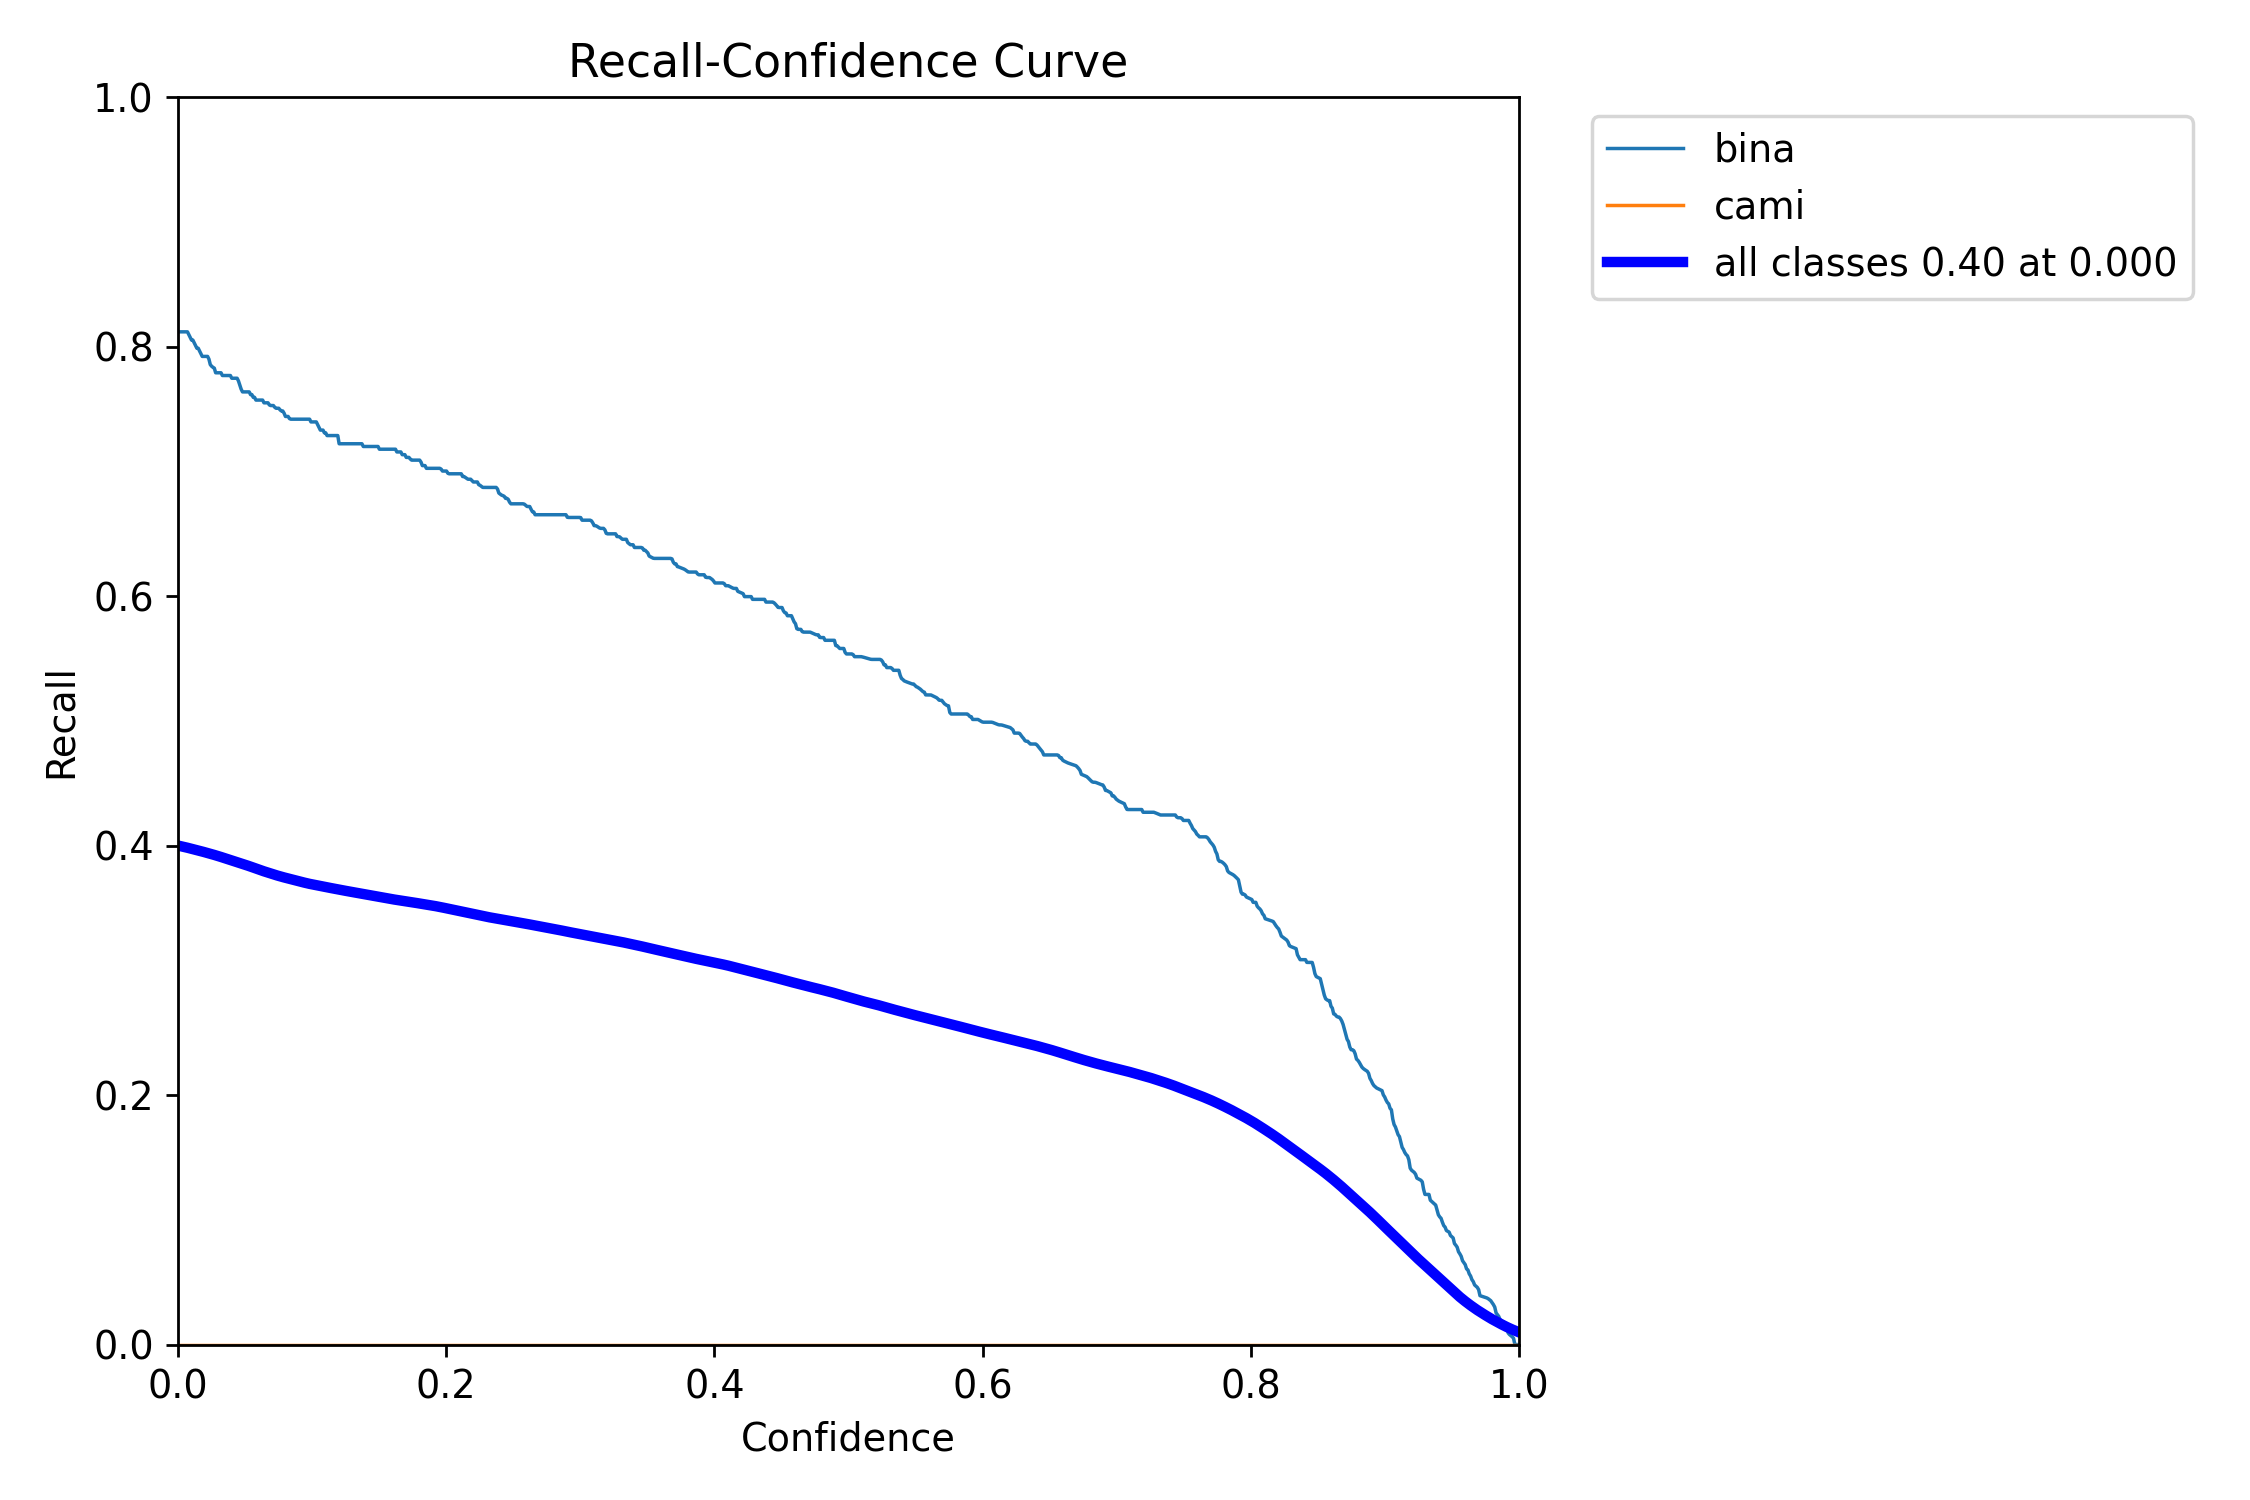 Recall-Confidence Curve
1.0
0.8
0.6
0.4
0.2
0.0
Recall
0.0 0.2 0.4 0.6 0.8 1.0
Confidence
bina
cami
all classes 0.40 at 0.000